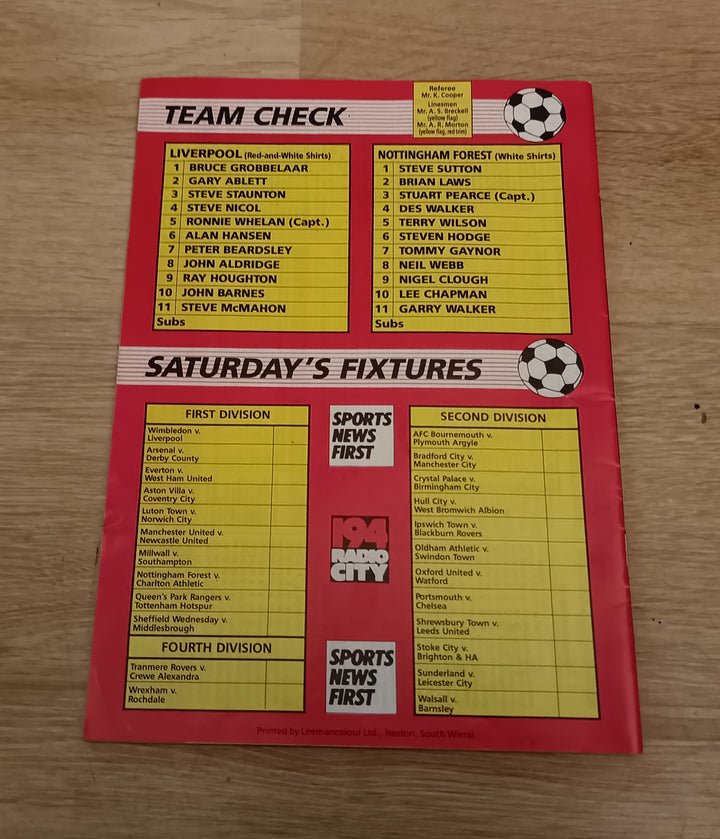 TEAM CHECK
Referee
Mr. K. Cooper
Linesmen
Mr. A. S. Breckell
(yellow flag)
Mr. A. R. Morton
(yellow flag, red trim)
LIVERPOOL (Red-and-White Shirts)
1 BRUCE GROBBELAAR
2 GARY ABLETT
3 STEVE STAUNTON
4 STEVE NICOL
5 RONNIE WHELAN (Capt.)
6 ALAN HANSEN
7 PETER BEARDSLEY
8 JOHN ALDRIDGE
9 RAY HOUGHTON
10 JOHN BARNES
11 STEVE McMAHON
Subs
NOTTINGHAM FOREST (White Shirts)
1 STEVE SUTTON
2 BRIAN LAWS
3 STUART PEARCE (Capt.)
4 DES WALKER
5 TERRY WILSON
6 STEVEN HODGE
7 TOMMY GAYNOR
8 NEIL WEBB
9 NIGEL CLOUGH
10 LEE CHAPMAN
11 GARRY WALKER
Subs
SATURDAY'S FIXTURES
FIRST DIVISION
Wimbledon v.
Liverpool
Arsenal v.
Derby County
Everton v.
West Ham United
Aston Villa v.
Coventry City
Luton Town v.
Norwich City
Manchester United v.
Newcastle United
Millwall v.
Southampton
Nottingham Forest v.
Charlton Athletic
Queen's Park Rangers v.
Tottenham Hotspur
Sheffield Wednesday v.
Middlesbrough
FOURTH DIVISION
Tranmere Rovers v.
Crewe Alexandra
Wrexham v.
Rochdale
SPORTS
NEWS
FIRST
194
RADIO
CITY
SPORTS
NEWS
FIRST
SECOND DIVISION
AFC Bournemouth v.
Plymouth Argyle
Bradford City v.
Manchester City
Crystal Palace v.
Birmingham City
Hull City v.
West Bromwich Albion
Ipswich Town v.
Blackburn Rovers
Oldham Athletic v.
Swindon Town
Oxford United v.
Watford
Portsmouth v.
Chelsea
Shrewsbury Town v.
Leeds United
Stoke City v.
Brighton & HA
Sunderland v.
Leicester City
Walsall v.
Barnsley
Printed by Leemancolour Ltd., Neston, South Wirral.